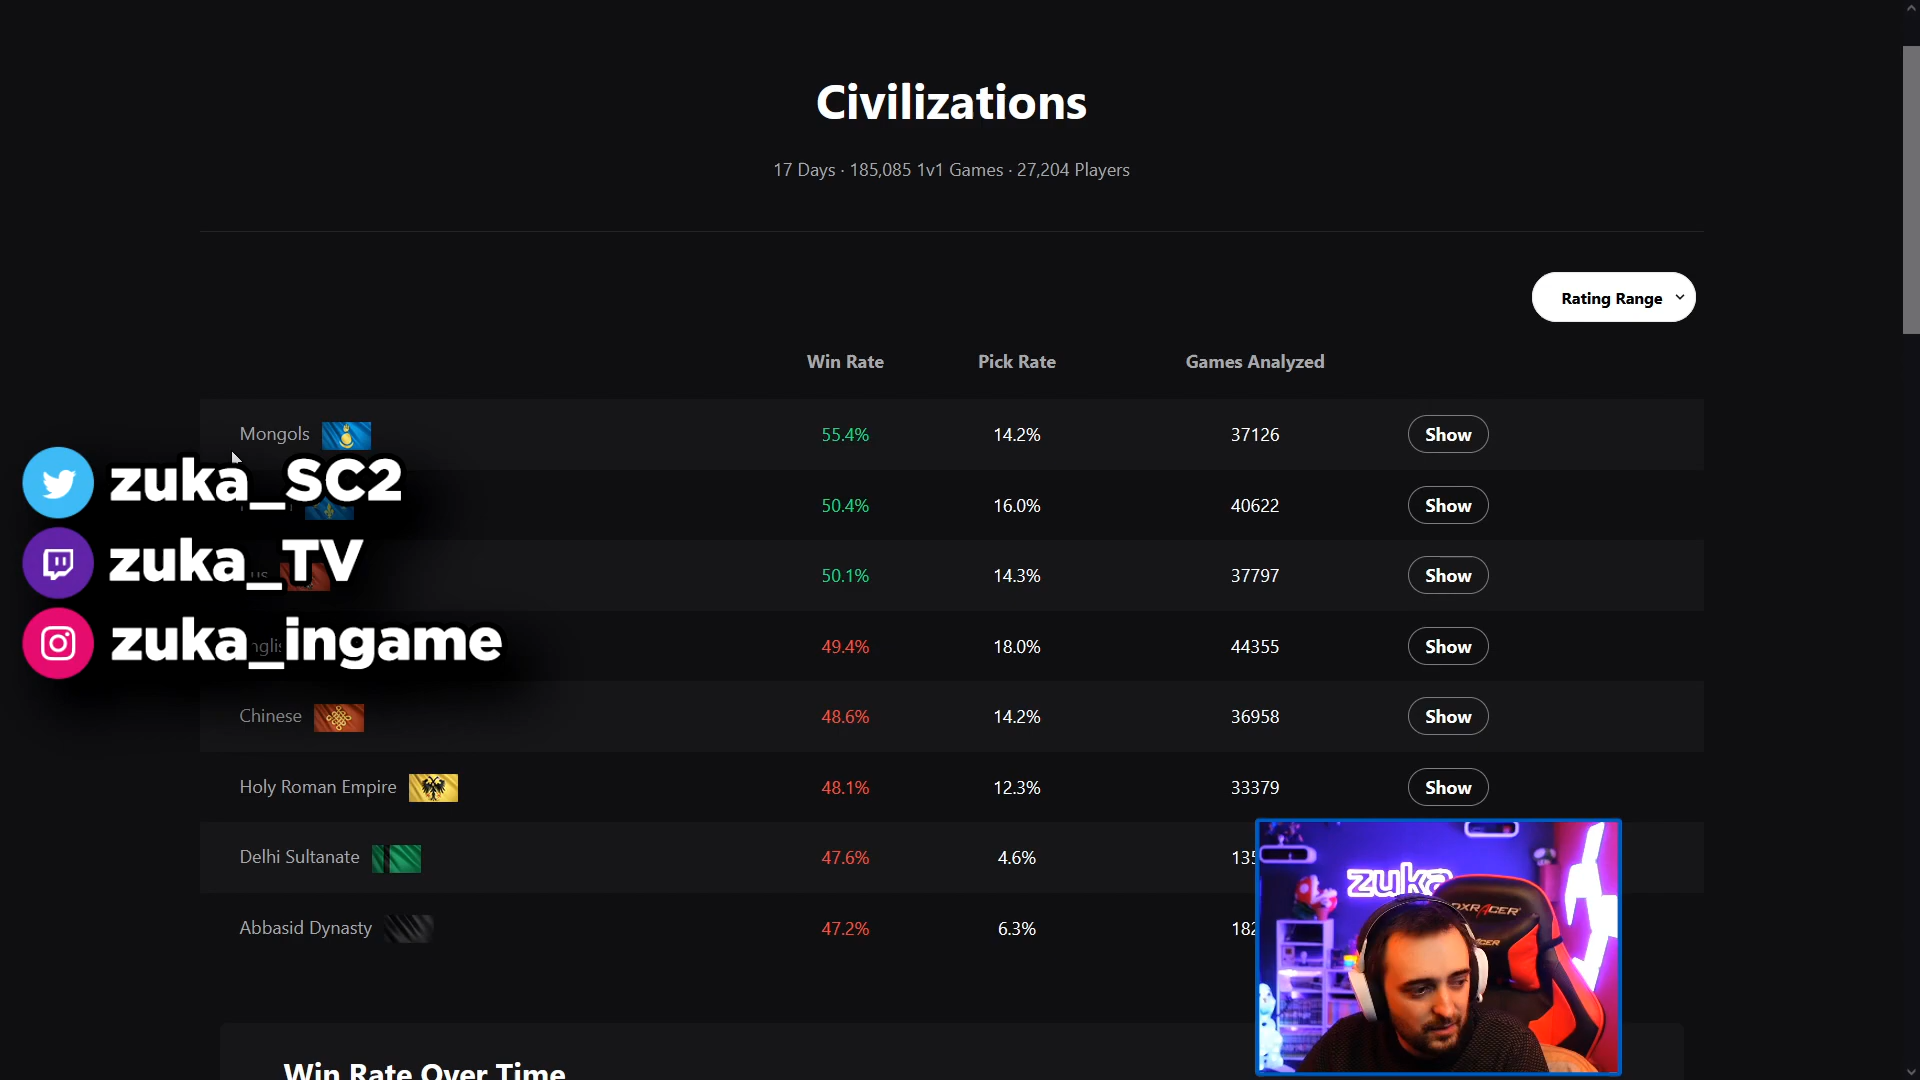 Civilizations
17 Days · 185,085 1v1 Games · 27,204 Players
Rating Range
Win Rate Pick Rate Games Analyzed
Mongols 55.4% 14.2% 37126 Show
zuka_SC2
50.4% 16.0% 40622 Show
zuka_TV
50.1% 14.3% 37797 Show
zuka_ingame
49.4% 18.0% 44355 Show
Chinese 48.6% 14.2% 36958 Show
Holy Roman Empire 48.1% 12.3% 33379 Show
Delhi Sultanate 47.6% 4.6%
Abbasid Dynasty 47.2% 6.3%
zuka
DXRACER
Win Rate Over Time